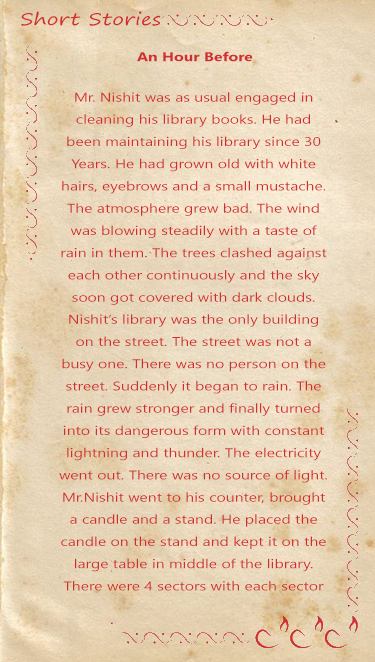 Short Stories
An Hour Before
Mr. Nishit was as usual engaged in
cleaning his library books. He had
been maintaining his library since 30
Years. He had grown old with white
hairs, eyebrows and a small mustache.
The atmosphere grew bad. The wind
was blowing steadily with a taste of
rain in them. The trees clashed against
each other continuously and the sky
soon got covered with dark clouds.
Nishit’s library was the only building
on the street. The street was not a
busy one. There was no person on the
street. Suddenly it began to rain. The
rain grew stronger and finally turned
into its dangerous form with constant
lightning and thunder. The electricity
went out. There was no source of light.
Mr.Nishit went to his counter, brought
a candle and a stand. He placed the
candle on the stand and kept it on the
large table in middle of the library.
There were 4 sectors with each sector